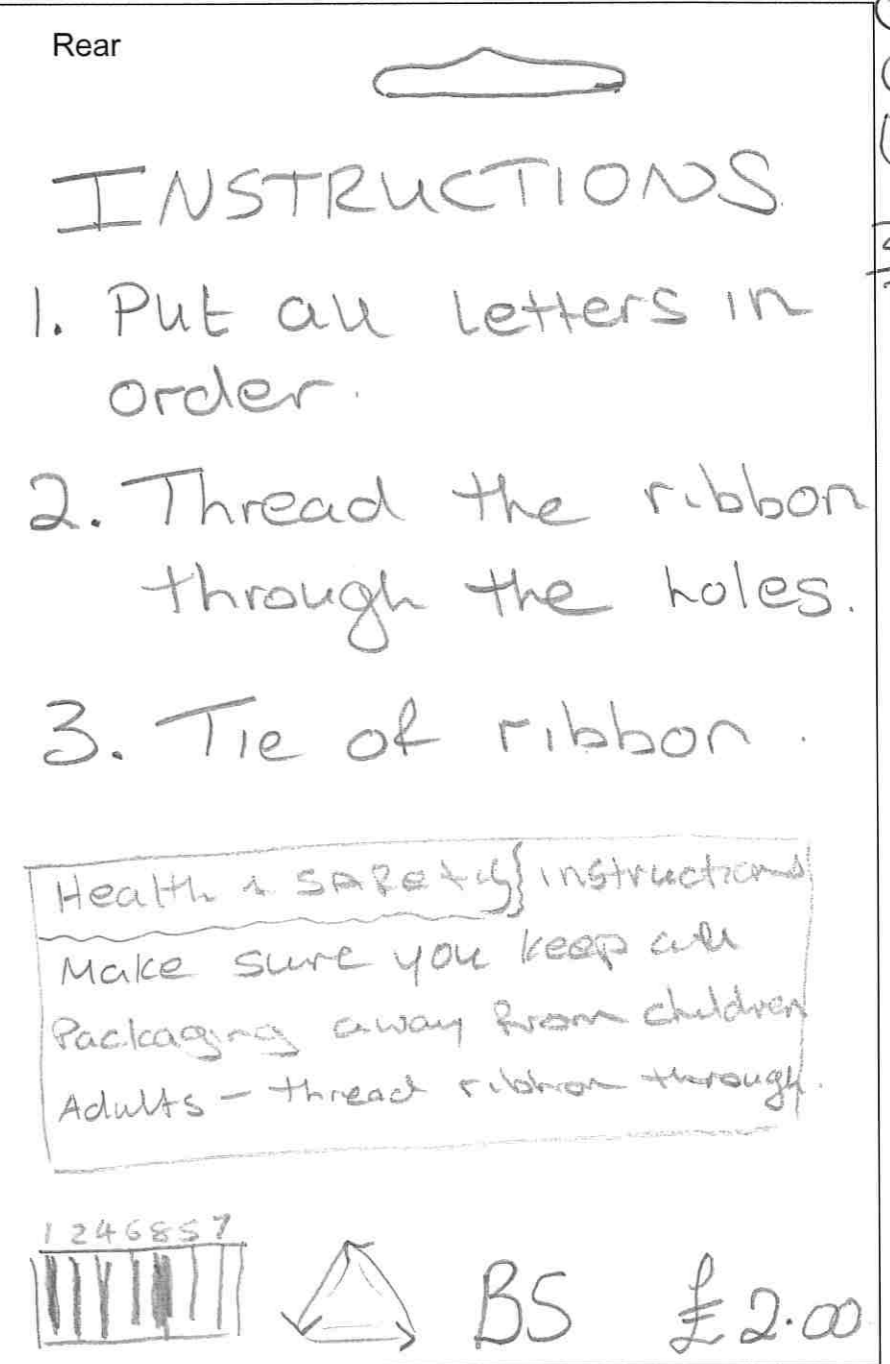 Rear
INSTRUCTIONS
1. Put all letters in
order.
2. Thread the ribbon
through the holes.
3. Tie of ribbon.
Health & SAFety} instructions
Make sure you keep all
Packaging away from children
Adults - thread ribbon through.
1246857
BS £2.00